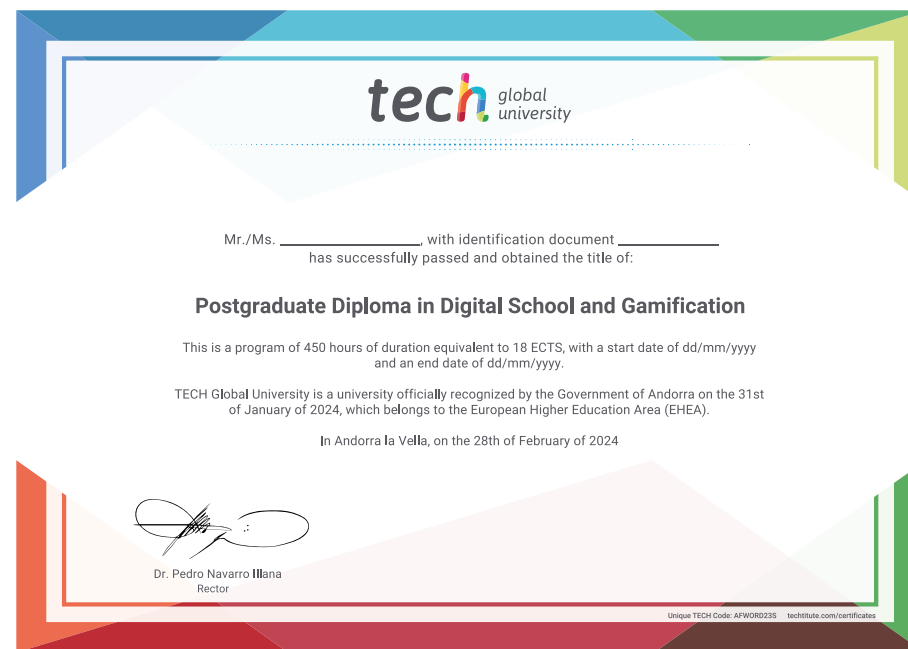 tech global university
Mr./Ms. ____________, with identification document ____________
has successfully passed and obtained the title of:
Postgraduate Diploma in Digital School and Gamification
This is a program of 450 hours of duration equivalent to 18 ECTS, with a start date of dd/mm/yyyy
and an end date of dd/mm/yyyy.
TECH Global University is a university officially recognized by the Government of Andorra on the 31st
of January of 2024, which belongs to the European Higher Education Area (EHEA).
In Andorra la Vella, on the 28th of February of 2024
Dr. Pedro Navarro Illana
Rector
Unique TECH Code: AFWORD23S techtitute.com/certificates